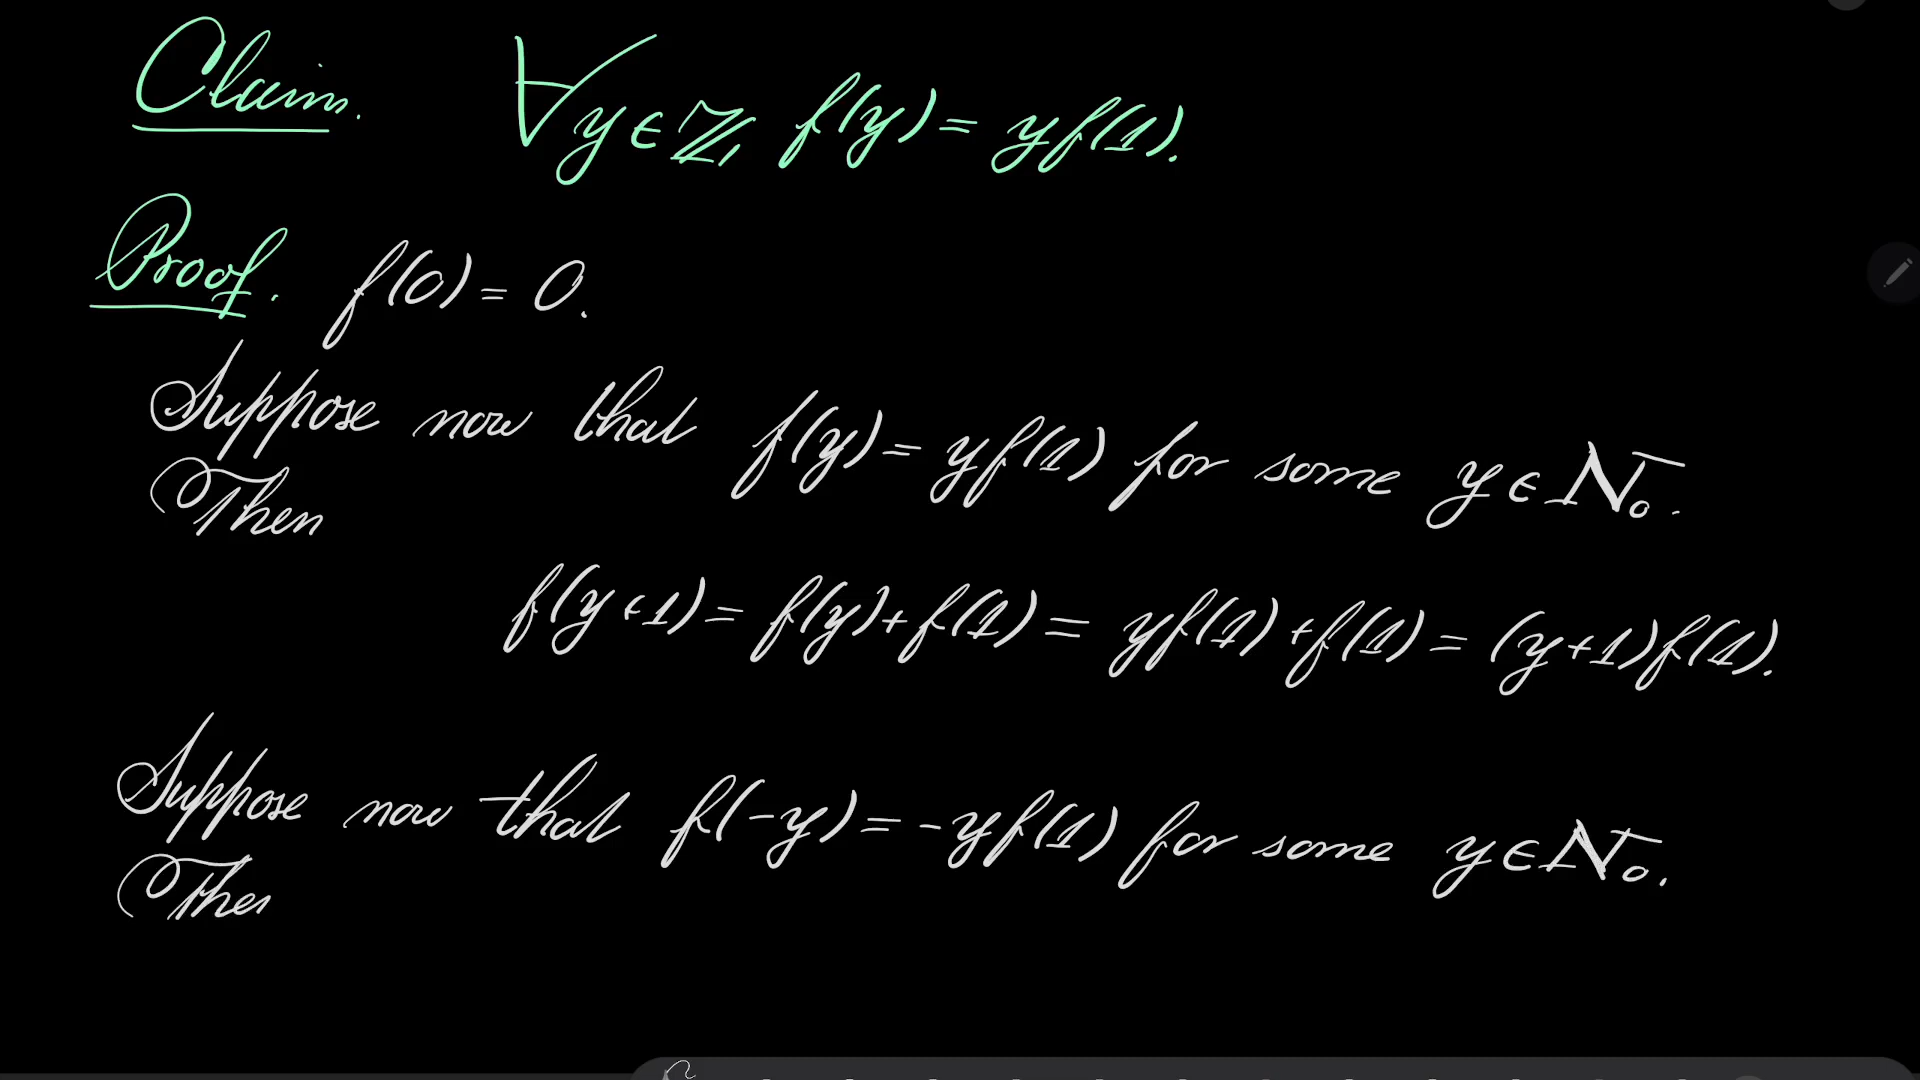 Claim. ∀y∈ℤ, f(y) = yf(1).
Proof. f(0) = 0.
Suppose now that f(y) = yf(1) for some y∈ℕ₀.
Then
f(y+1) = f(y)+f(1) = yf(1)+f(1) = (y+1)f(1).
Suppose now that f(-y) = -yf(1) for some y∈ℕ₀.
Then